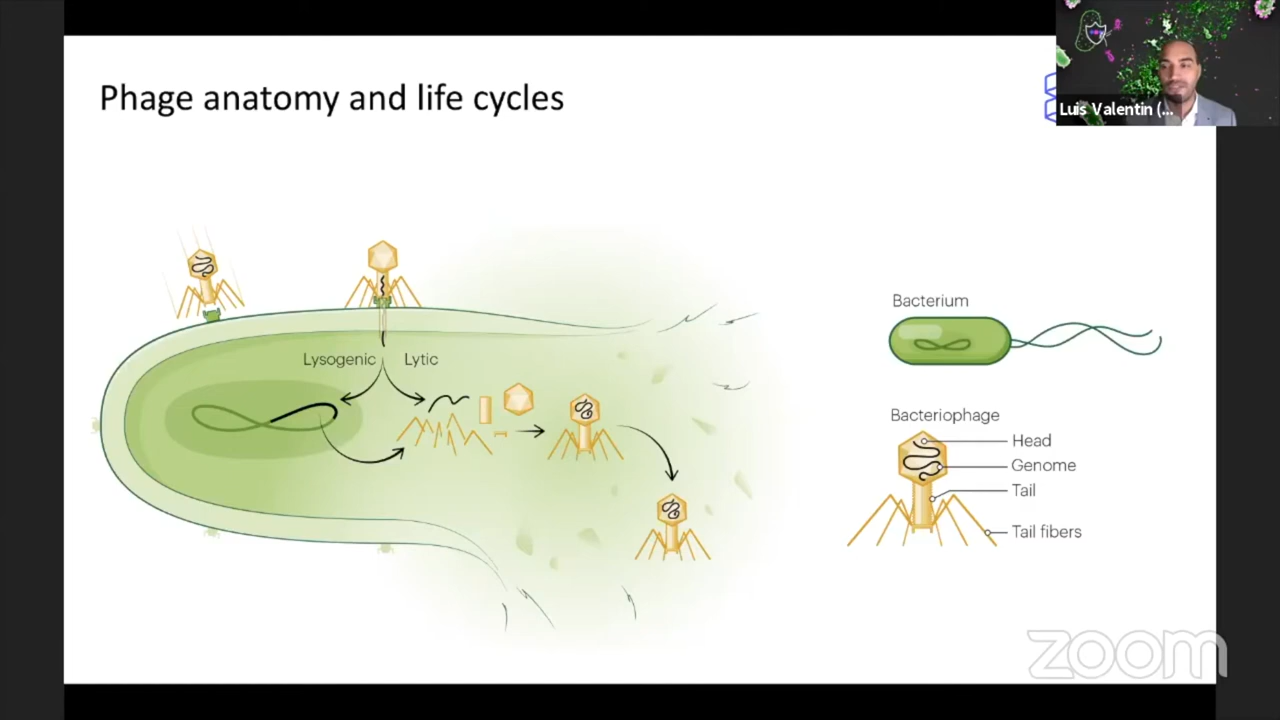 Phage anatomy and life cycles
Luis Valentin (...
Lysogenic
Lytic
Bacterium
Bacteriophage
Head
Genome
Tail
Tail fibers
zoom